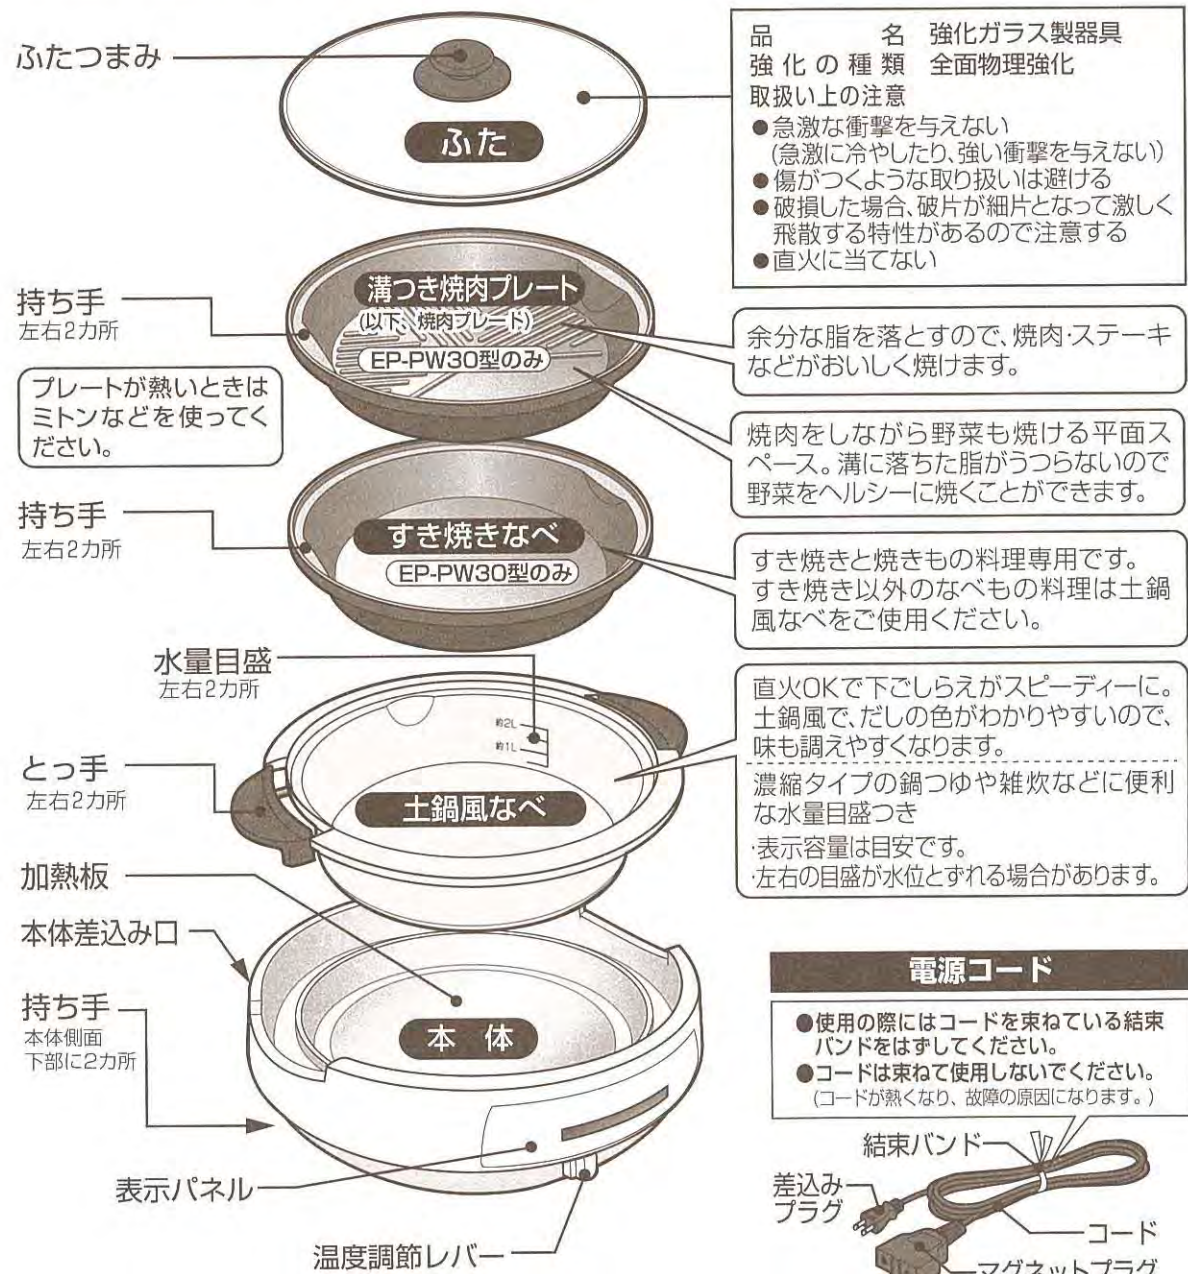 ふたつまみ
ふた
品名 強化ガラス製器具
強化の種類 全面物理強化
取扱い上の注意
●急激な衝撃を与えない
(急激に冷やしたり、強い衝撃を与えない)
●傷がつくような取り扱いは避ける
●破損した場合、破片が細片となって激しく
飛散する特性があるので注意する
●直火に当てない
持ち手
左右2カ所
プレートが熱いときは
ミトンなどを使ってく
ださい。
溝つき焼肉プレート
(以下、焼肉プレート)
EP-PW30型のみ
余分な脂を落とすので、焼肉・ステーキ
などがおいしく焼けます。
焼肉をしながら野菜も焼ける平面ス
ペース。溝に落ちた脂がうつらないので
野菜をヘルシーに焼くことができます。
持ち手
左右2カ所
すき焼きなべ
EP-PW30型のみ
すき焼きと焼きもの料理専用です。
すき焼き以外のなべもの料理は土鍋
風なべをご使用ください。
水量目盛
左右2カ所
約2L
約1L
とっ手
左右2カ所
土鍋風なべ
直火OKで下ごしらえがスピーディーに。
土鍋風で、だしの色がわかりやすいので、
味も調えやすくなります。
濃縮タイプの鍋つゆや雑炊などに便利
な水量目盛つき
・表示容量は目安です。
・左右の目盛が水位とずれる場合があります。
加熱板
本体差込み口
持ち手
本体側面
下部に2カ所
本体
表示パネル
温度調節レバー
電源コード
●使用の際にはコードを束ねている結束
バンドをはずしてください。
●コードは束ねて使用しないでください。
(コードが熱くなり、故障の原因になります。)
結束バンド
差込み
プラグ
コード
マグネットプラグ